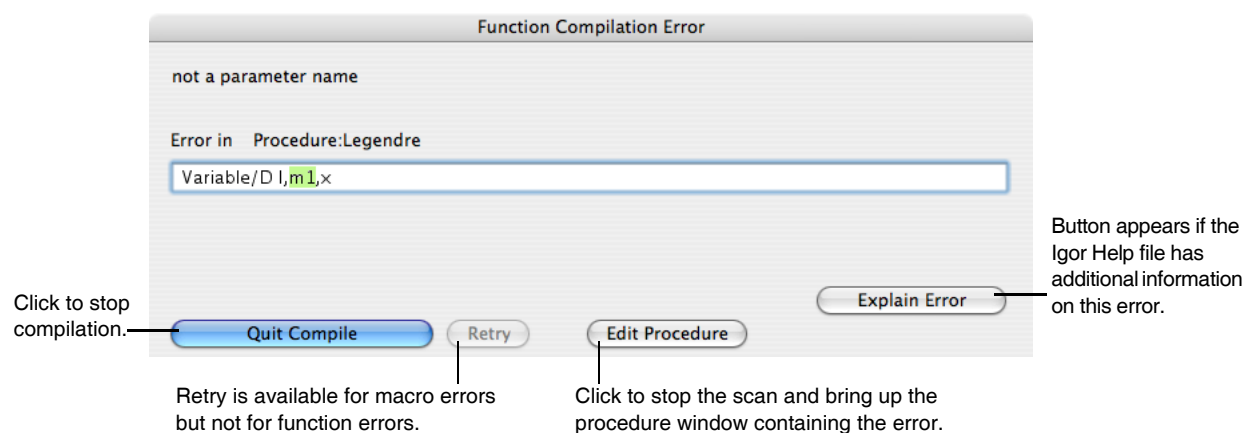 Function Compilation Error
not a parameter name
Error in Procedure:Legendre
Variable/D l,m1,x
Button appears if the
Igor Help file has
additional information
on this error.
Explain Error
Click to stop
compilation.
Quit Compile
Retry
Edit Procedure
Retry is available for macro errors
but not for function errors.
Click to stop the scan and bring up the
procedure window containing the error.